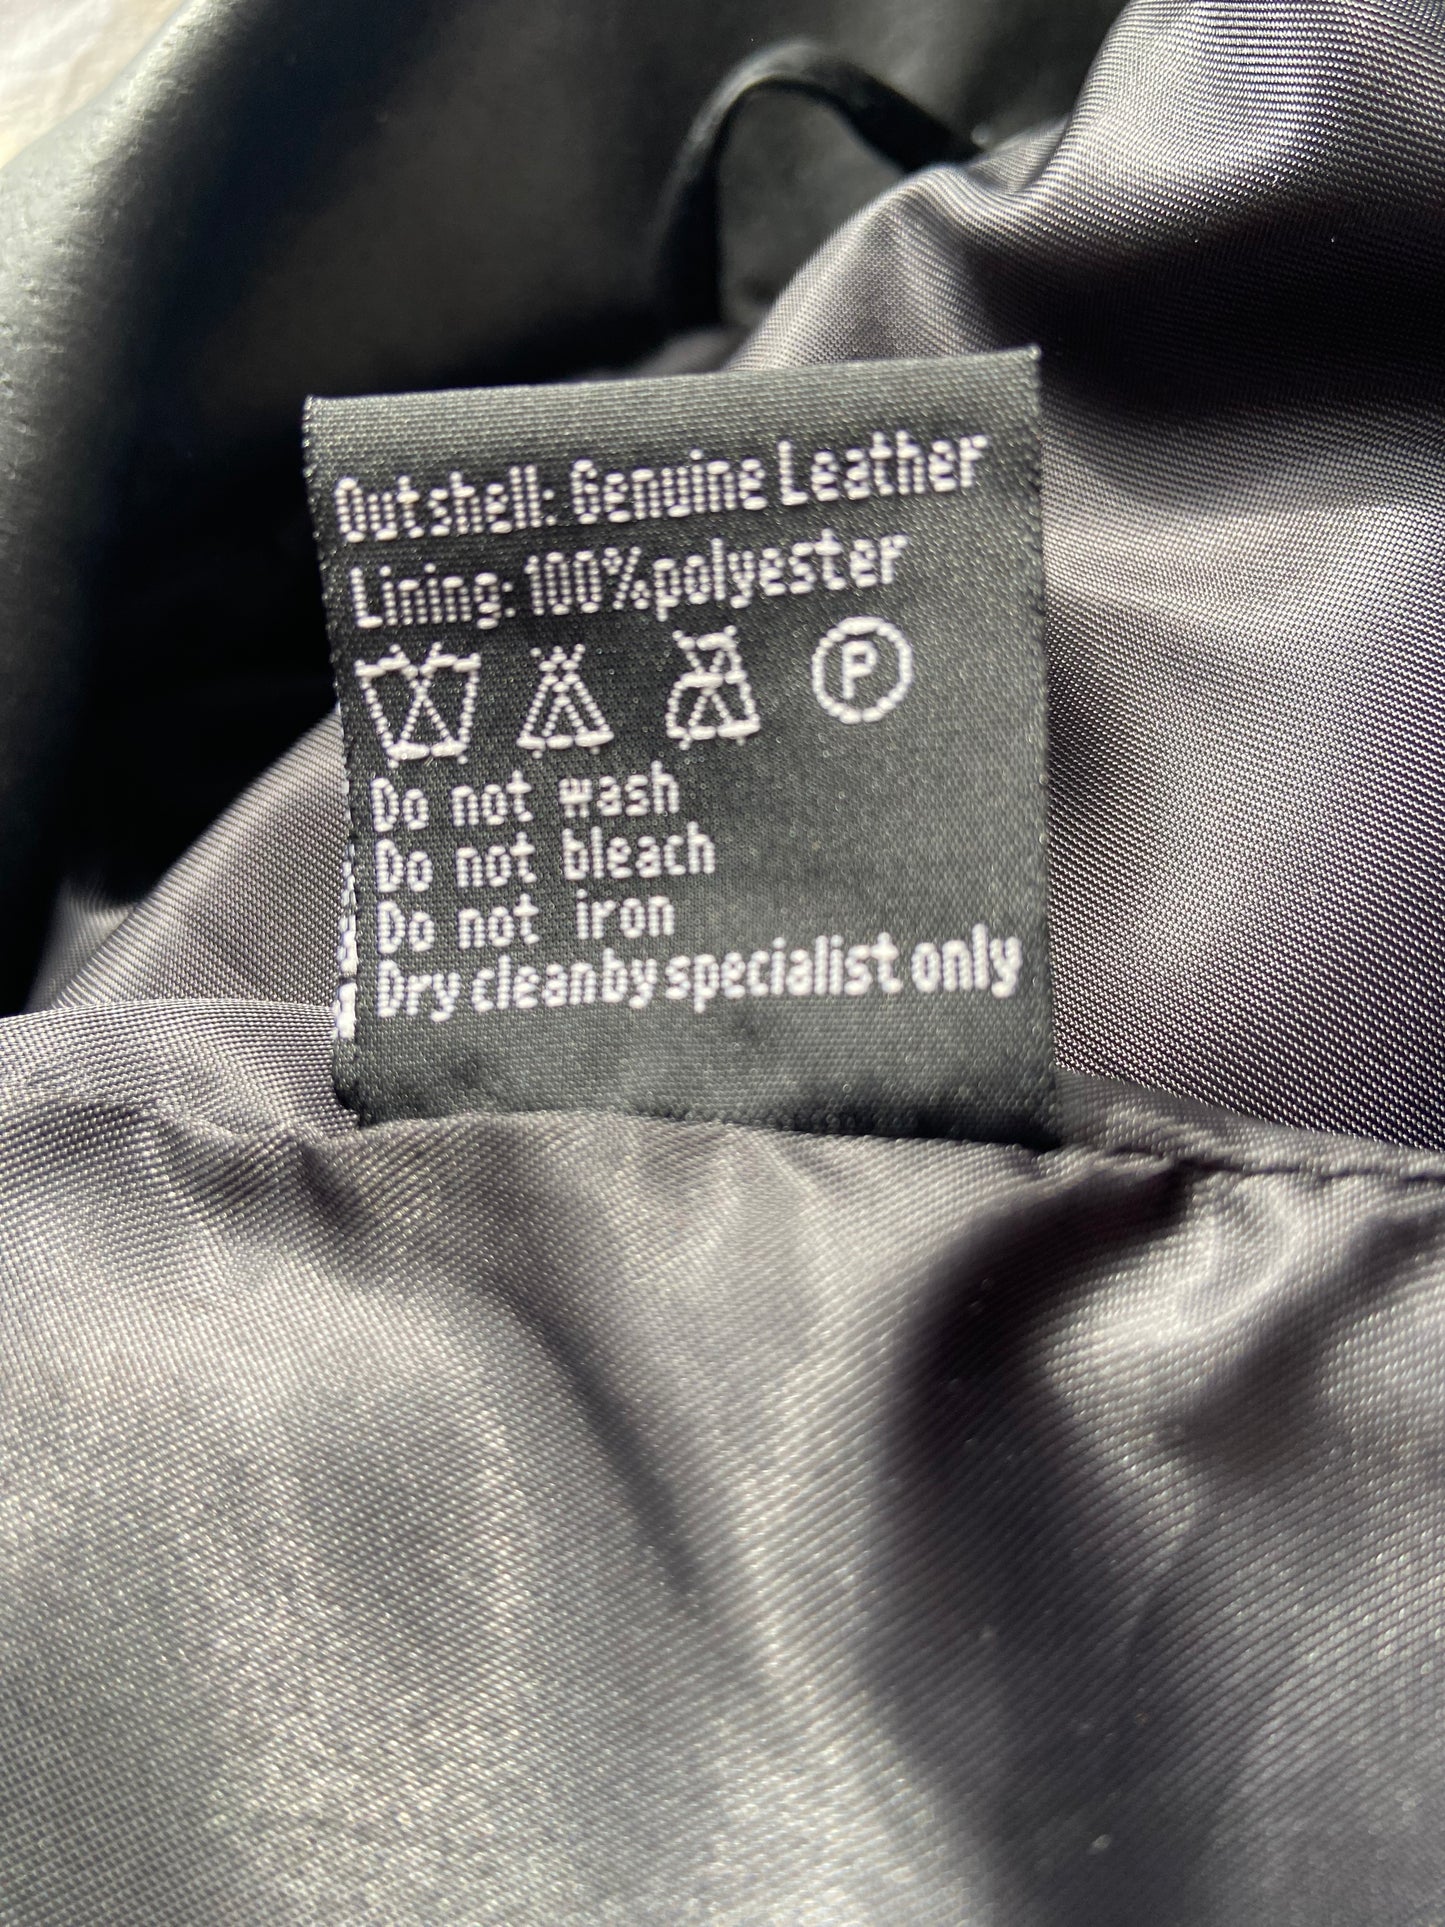 Outshell: Genuine Leather
Lining: 100%polyester
P
Do not wash
Do not bleach
Do not iron
Dry cleanby specialist only